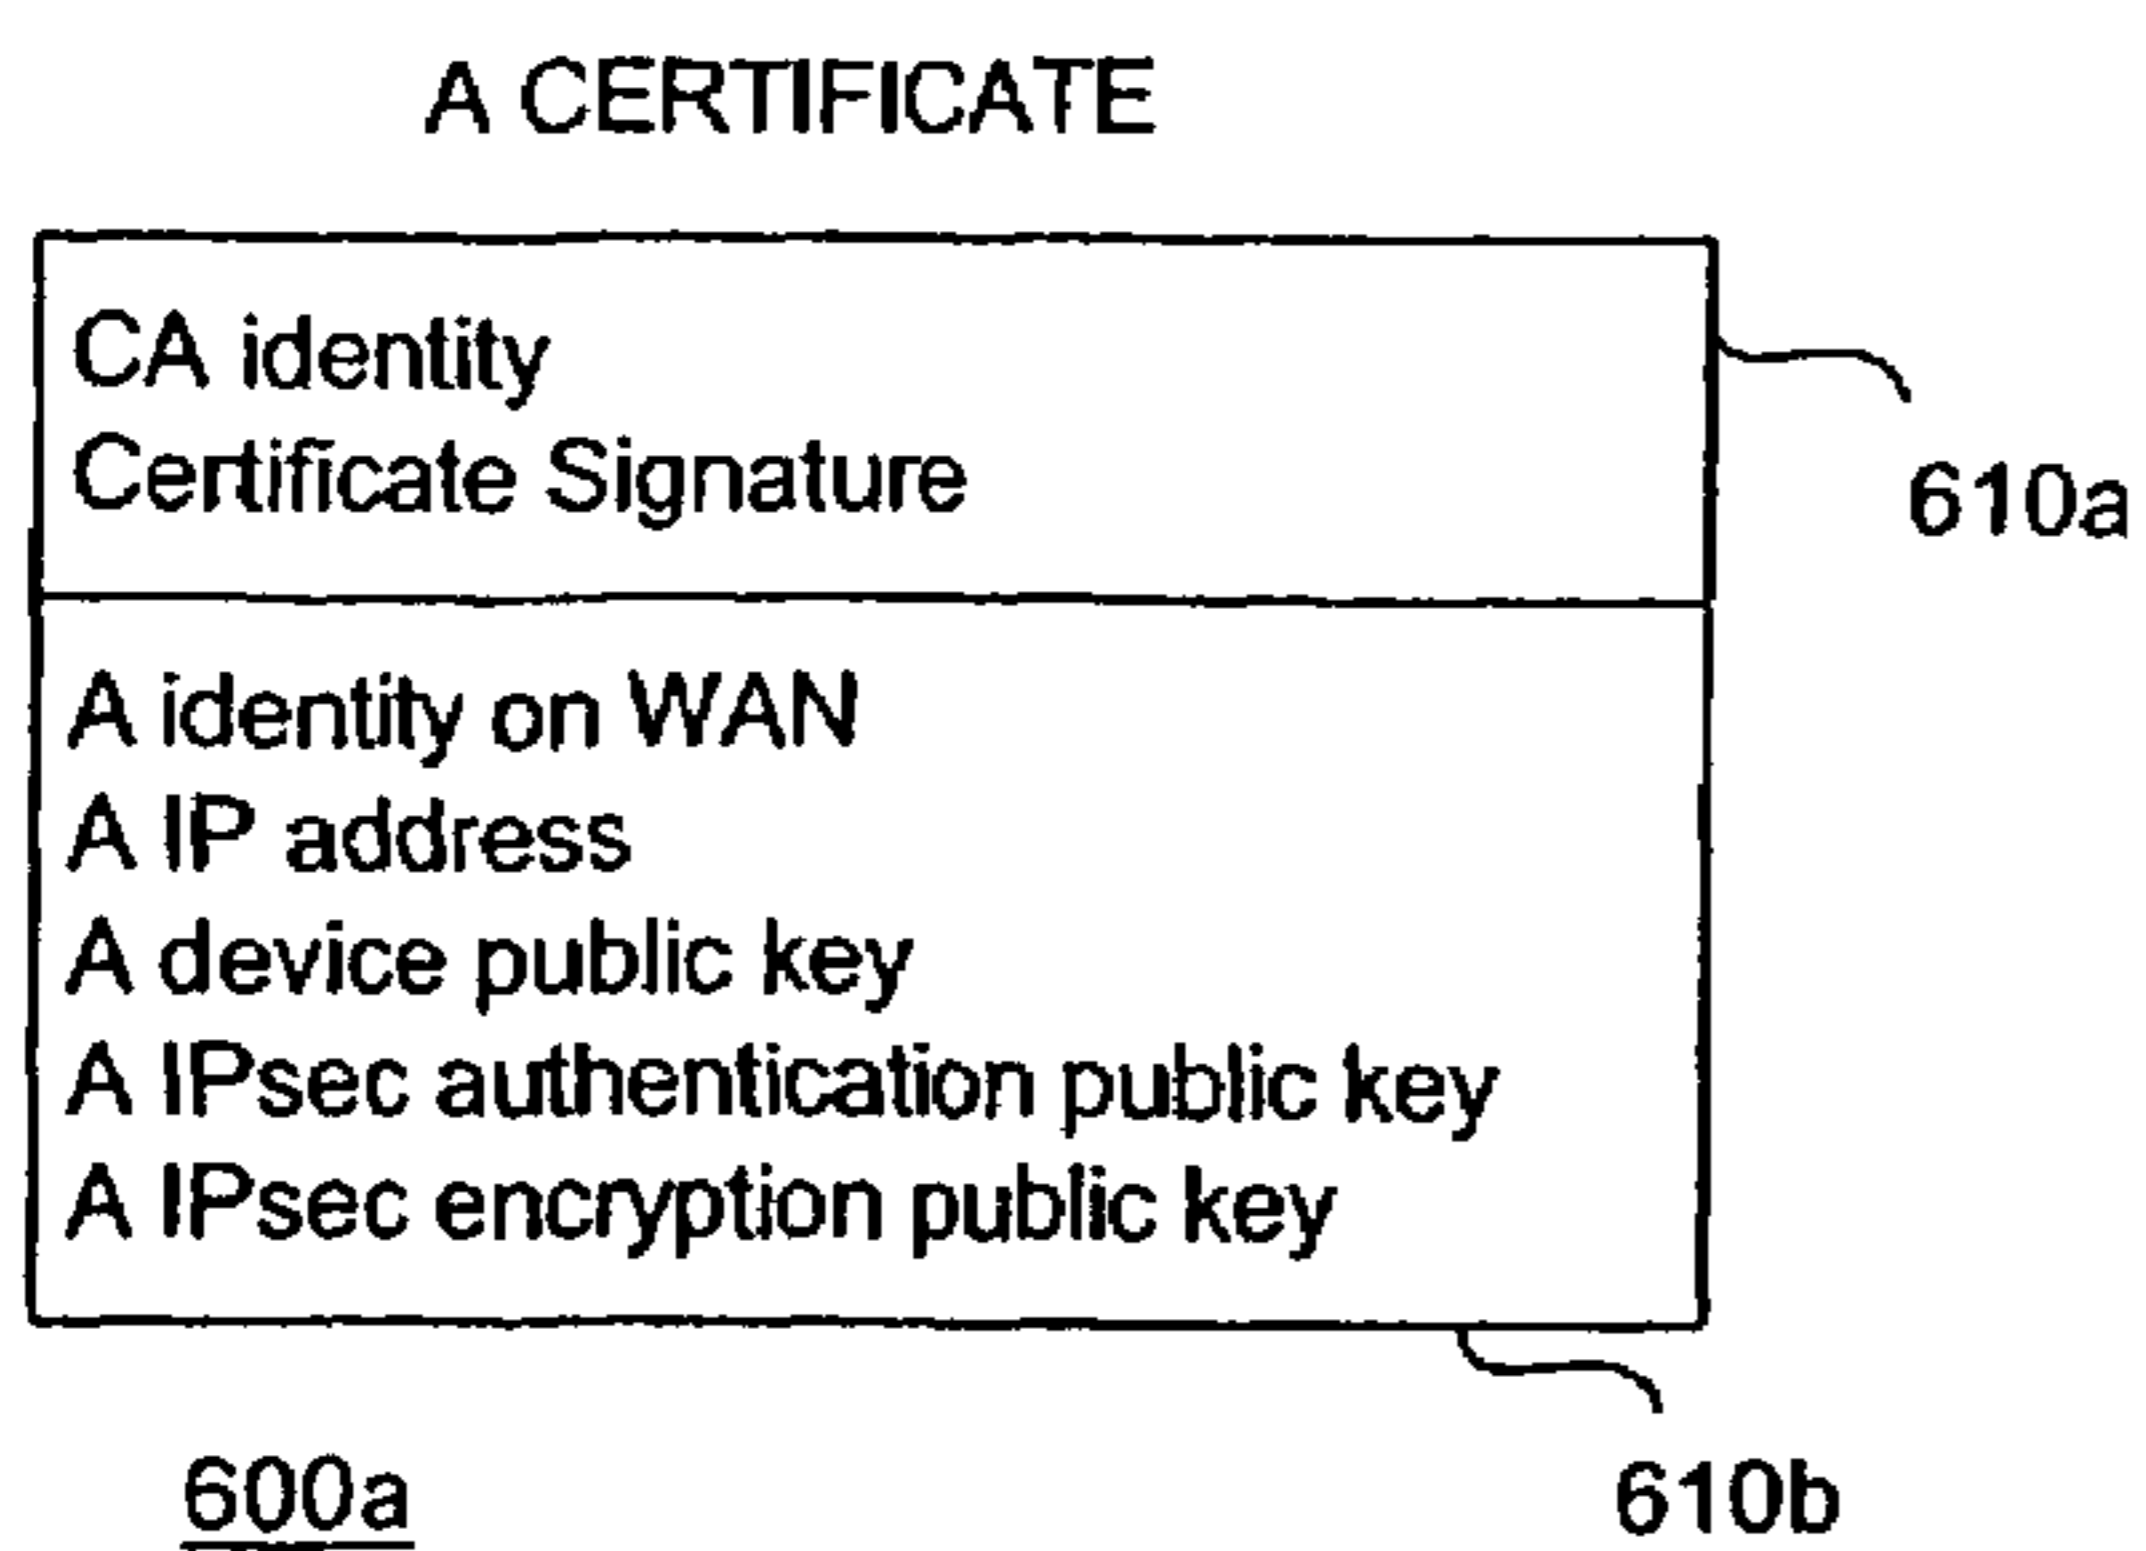 A CERTIFICATE
CA identity
Certificate Signature
610a
A identity on WAN
A IP address
A device public key
A IPsec authentication public key
A IPsec encryption public key
600a
610b